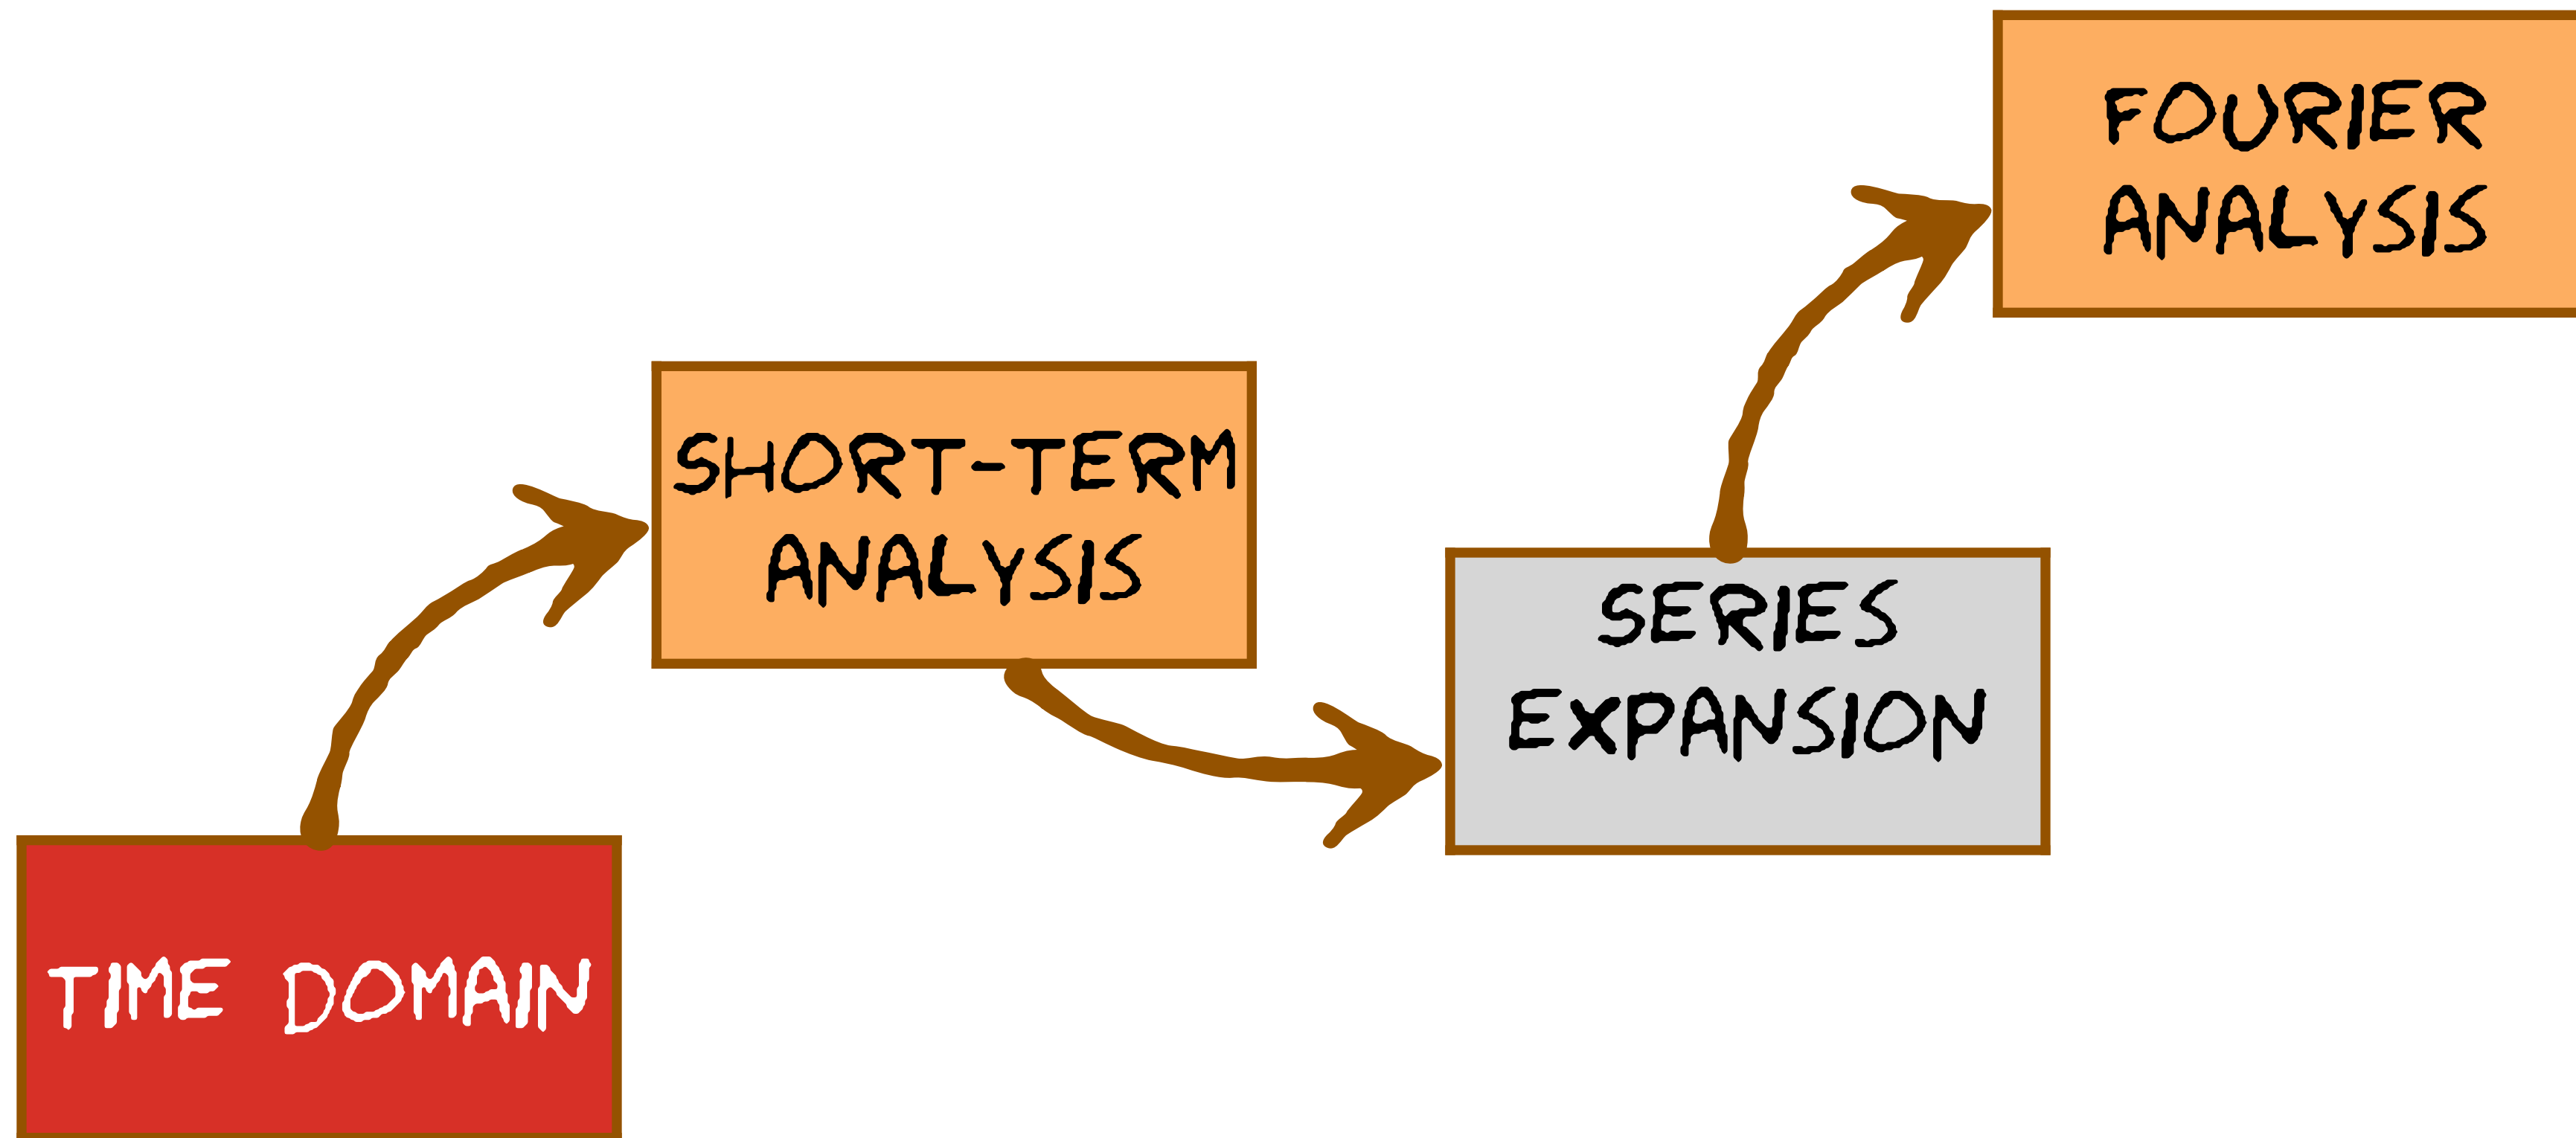 FOURIER
ANALYSIS
SHORT-TERM
ANALYSIS
SERIES
EXPANSION
TIME DOMAIN